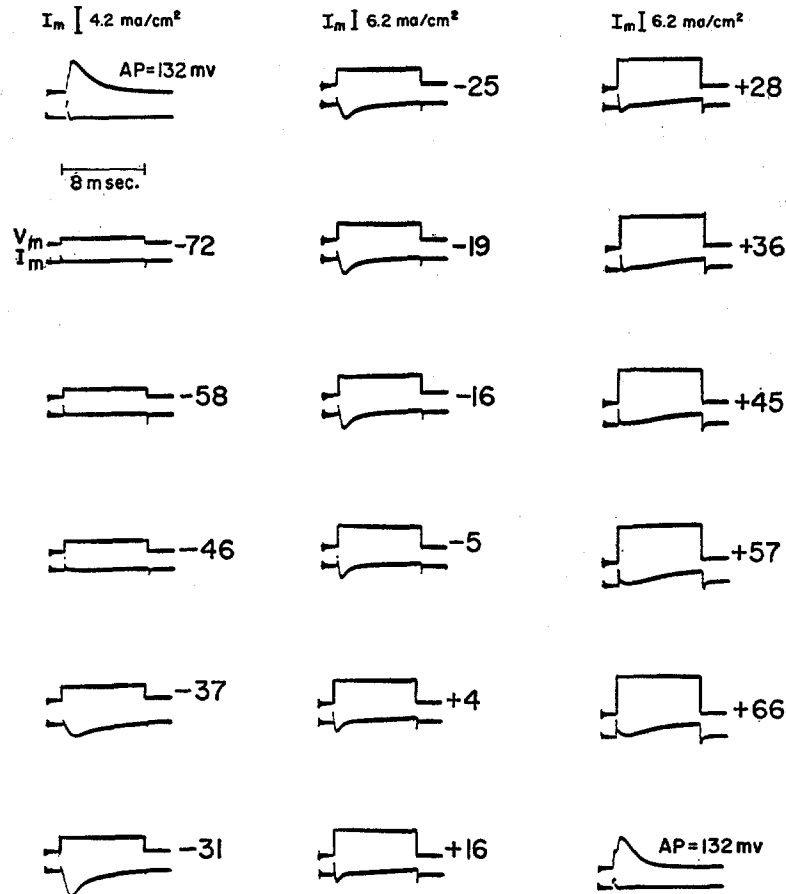 Im 4.2 ma/cm²
AP=132 mv
8 m sec.
Vm
Im
-72
-58
-46
-37
-31
Im 6.2 ma/cm²
-25
-19
-16
-5
+4
+16
Im 6.2 ma/cm²
+28
+36
+45
+57
+66
AP=132 mv